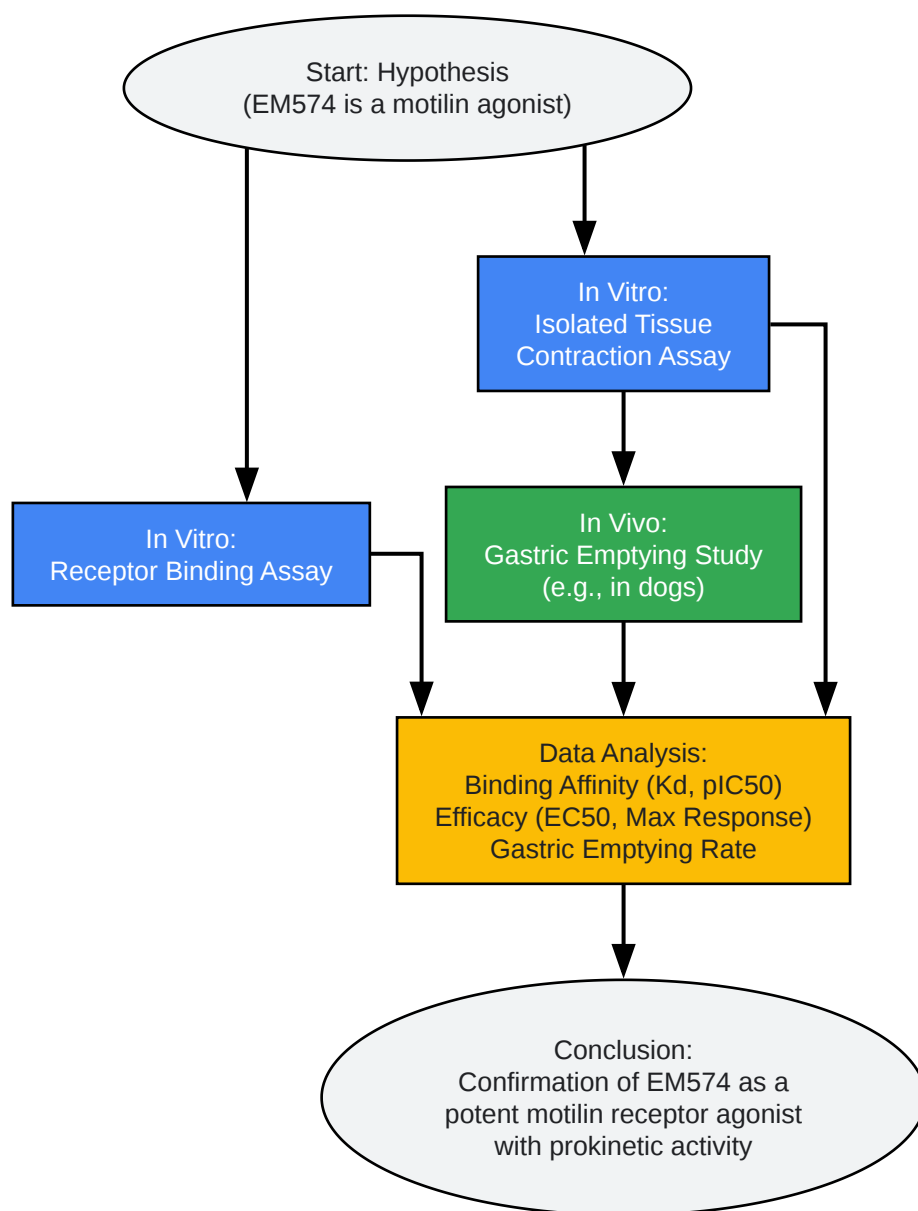 Start: Hypothesis
(EM574 is a motilin agonist)
In Vitro:
Isolated Tissue
Contraction Assay
In Vitro:
Receptor Binding Assay
In Vivo:
Gastric Emptying Study
(e.g., in dogs)
Data Analysis:
Binding Affinity (Kd, pIC50)
Efficacy (EC50, Max Response)
Gastric Emptying Rate
Conclusion:
Confirmation of EM574 as a
potent motilin receptor agonist
with prokinetic activity